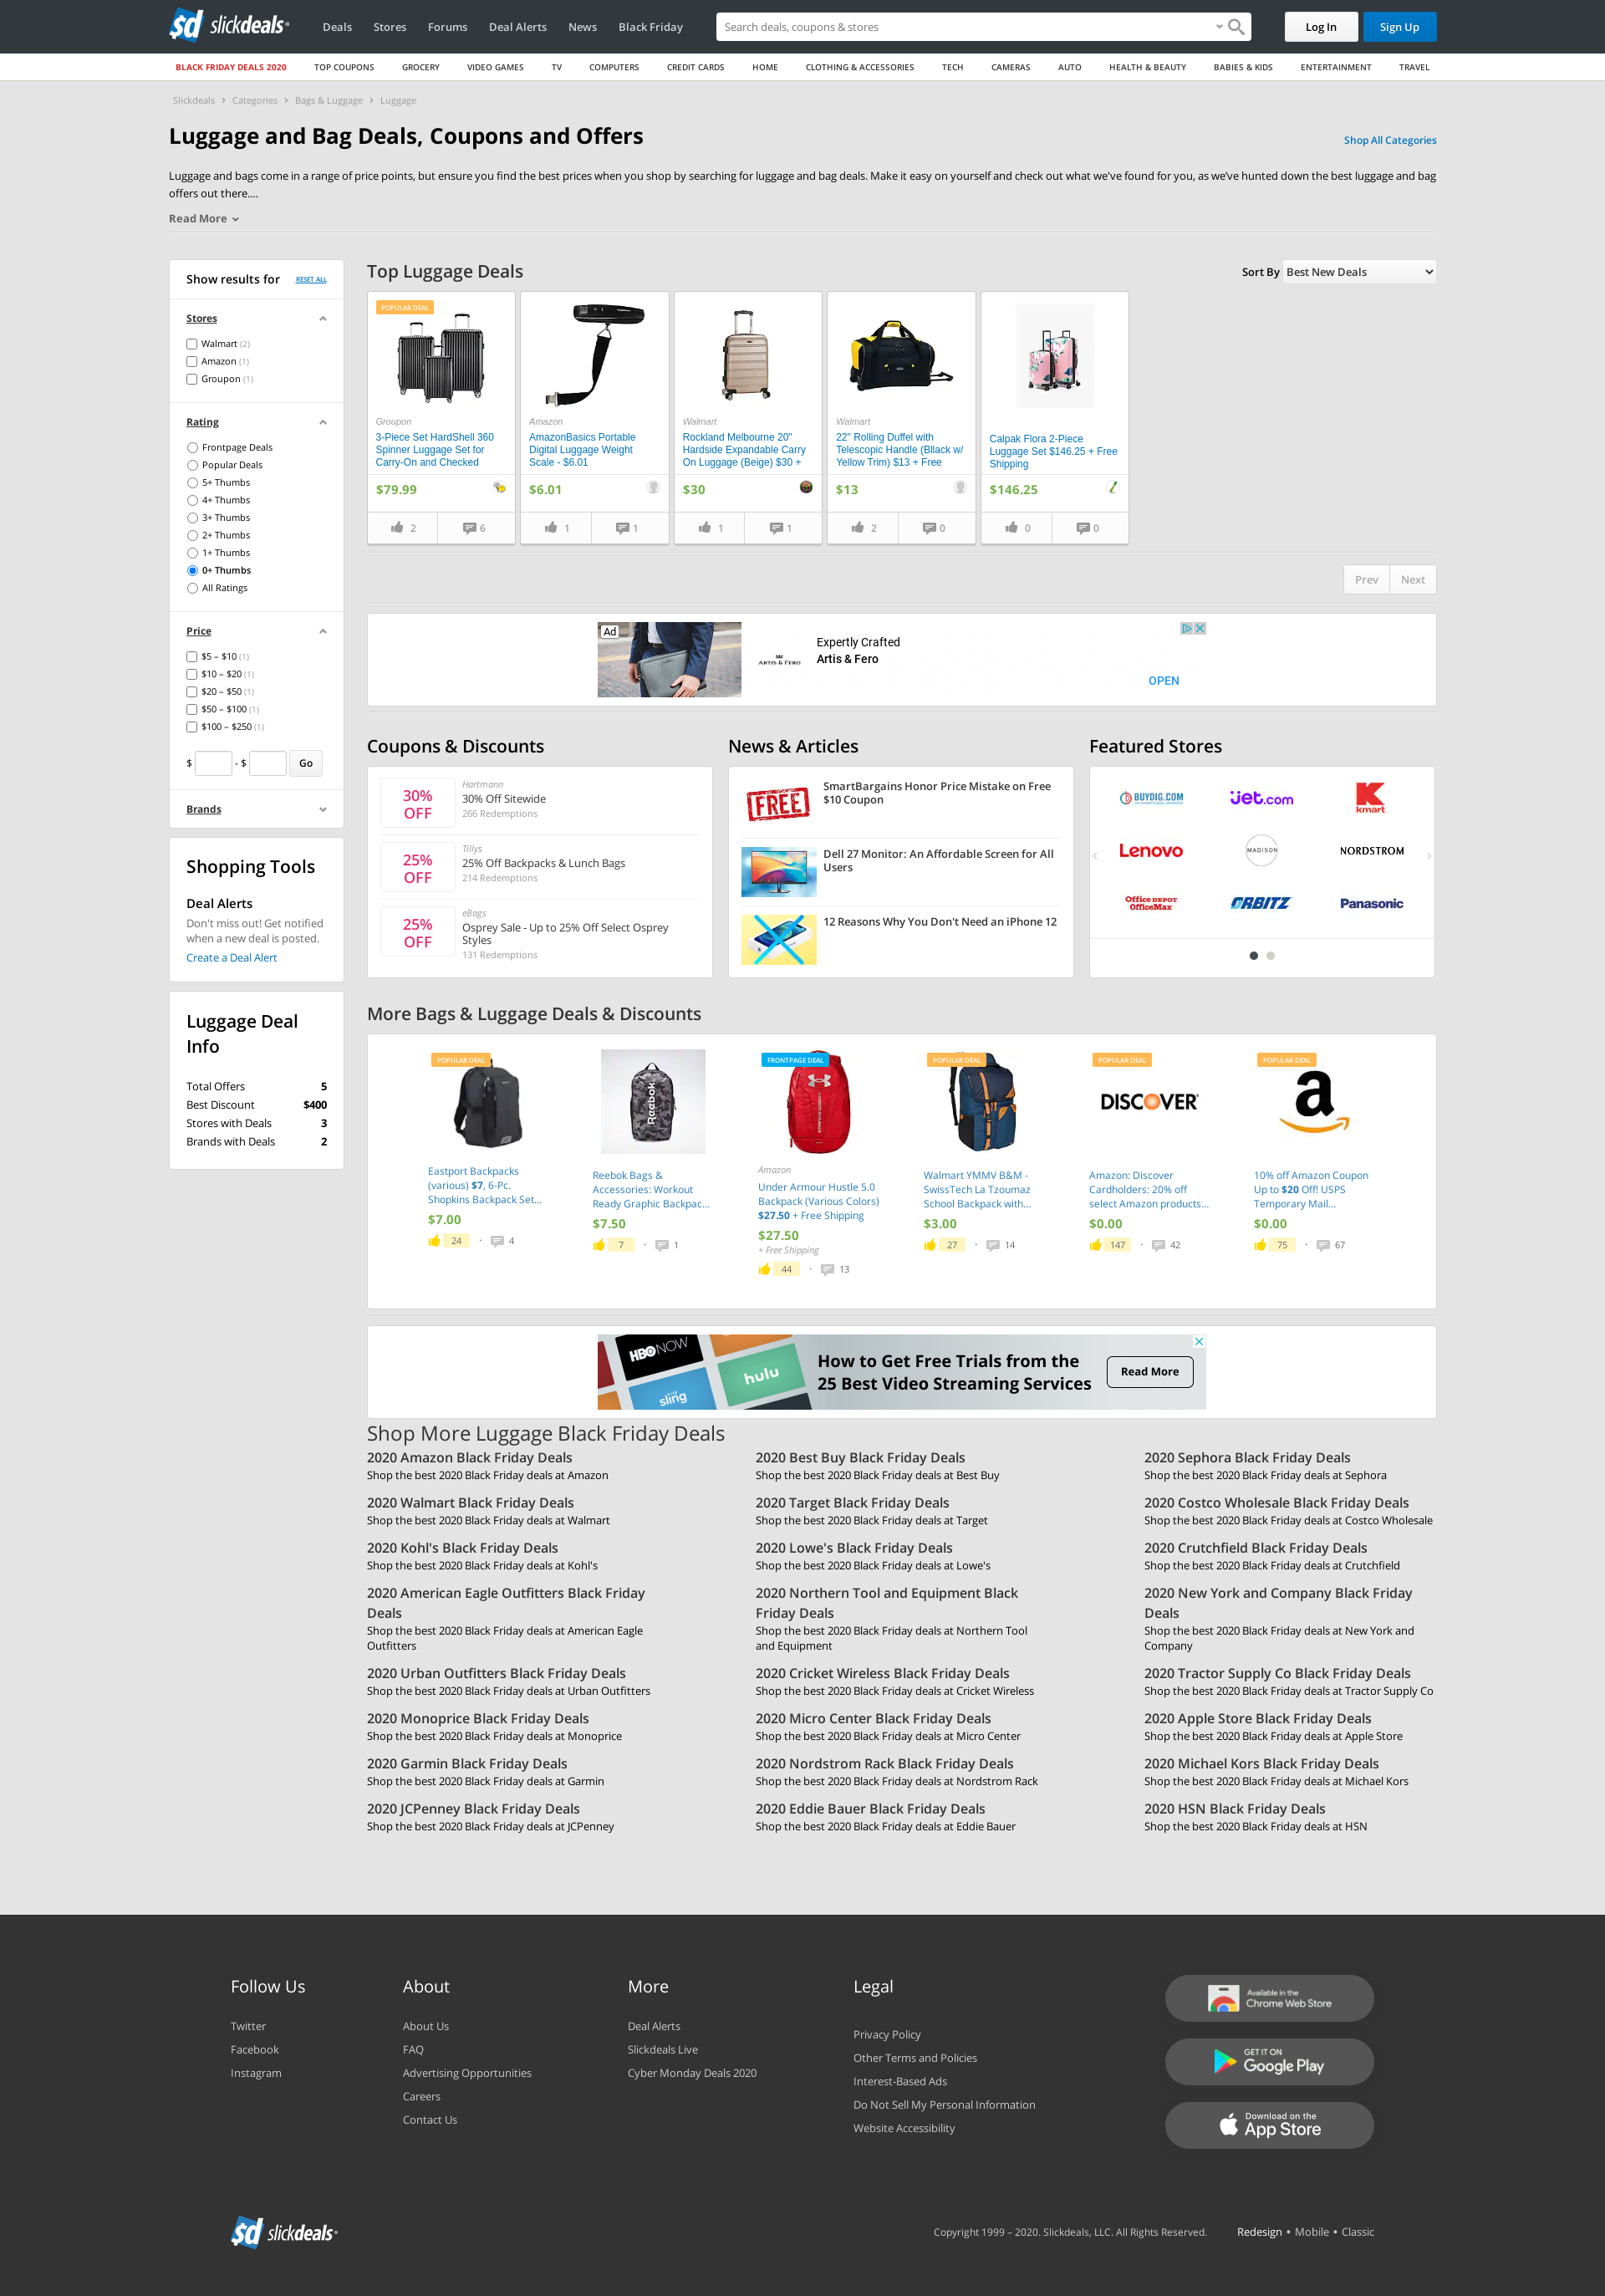 sd slickdeals
Deals
Stores
Forums
Deal Alerts
News
Black Friday
Search deals, coupons & stores
Log In
Sign Up
BLACK FRIDAY DEALS 2020
TOP COUPONS
GROCERY
VIDEO GAMES
TV
COMPUTERS
CREDIT CARDS
HOME
CLOTHING & ACCESSORIES
TECH
CAMERAS
AUTO
HEALTH & BEAUTY
BABIES & KIDS
ENTERTAINMENT
TRAVEL
Slickdeals › Categories › Bags & Luggage › Luggage
Luggage and Bag Deals, Coupons and Offers
Shop All Categories
Luggage and bags come in a range of price points, but ensure you find the best prices when you shop by searching for luggage and bag deals. Make it easy on yourself and check out what we've found for you, as we've hunted down the best luggage and bag
offers out there....
Read More
Show results for
RESET ALL
Stores
Walmart (2)
Amazon (1)
Groupon (1)
Rating
Frontpage Deals
Popular Deals
5+ Thumbs
4+ Thumbs
3+ Thumbs
2+ Thumbs
1+ Thumbs
0+ Thumbs
All Ratings
Price
$5 – $10 (1)
$10 – $20 (1)
$20 – $50 (1)
$50 – $100 (1)
$100 – $250 (1)
$ - $ Go
Brands
Shopping Tools
Deal Alerts
Don't miss out! Get notified
when a new deal is posted.
Create a Deal Alert
Luggage Deal
Info
Total Offers 5
Best Discount $400
Stores with Deals 3
Brands with Deals 2
Top Luggage Deals
Sort By Best New Deals
POPULAR DEAL
Groupon
3-Piece Set HardShell 360
Spinner Luggage Set for
Carry-On and Checked
$79.99
2
6
Amazon
AmazonBasics Portable
Digital Luggage Weight
Scale - $6.01
$6.01
1
1
Walmart
Rockland Melbourne 20"
Hardside Expandable Carry
On Luggage (Beige) $30 +
$30
1
1
Walmart
22" Rolling Duffel with
Telescopic Handle (Bllack w/
Yellow Trim) $13 + Free
$13
2
0
Calpak Flora 2-Piece
Luggage Set $146.25 + Free
Shipping
$146.25
0
0
Prev
Next
Ad
ARTIS & FERO
Expertly Crafted
Artis & Fero
OPEN
Coupons & Discounts
30%
OFF
Hartmann
30% Off Sitewide
266 Redemptions
25%
OFF
Tillys
25% Off Backpacks & Lunch Bags
214 Redemptions
25%
OFF
eBags
Osprey Sale - Up to 25% Off Select Osprey
Styles
131 Redemptions
News & Articles
FREE
SmartBargains Honor Price Mistake on Free
$10 Coupon
Dell 27 Monitor: An Affordable Screen for All
Users
12 Reasons Why You Don't Need an iPhone 12
Featured Stores
BUYDIG.COM
jet.com
K
kmart
Lenovo
MADISON
NORDSTROM
Office DEPOT
OfficeMax
ORBITZ
Panasonic
More Bags & Luggage Deals & Discounts
POPULAR DEAL
Eastport Backpacks
(various) $7, 6-Pc.
Shopkins Backpack Set...
$7.00
24 · 4
Reebok
Reebok Bags &
Accessories: Workout
Ready Graphic Backpac...
$7.50
7 · 1
FRONTPAGE DEAL
Amazon
Under Armour Hustle 5.0
Backpack (Various Colors)
$27.50 + Free Shipping
$27.50
+ Free Shipping
44 · 13
POPULAR DEAL
Walmart YMMV B&M -
SwissTech La Tzoumaz
School Backpack with...
$3.00
27 · 14
POPULAR DEAL
DISCOVER
Amazon: Discover
Cardholders: 20% off
select Amazon products...
$0.00
147 · 42
POPULAR DEAL
a
10% off Amazon Coupon
Up to $20 Off! USPS
Temporary Mail...
$0.00
75 · 67
HBO NOW
hulu
sling
How to Get Free Trials from the
25 Best Video Streaming Services
Read More
Shop More Luggage Black Friday Deals
2020 Amazon Black Friday Deals
Shop the best 2020 Black Friday deals at Amazon
2020 Best Buy Black Friday Deals
Shop the best 2020 Black Friday deals at Best Buy
2020 Sephora Black Friday Deals
Shop the best 2020 Black Friday deals at Sephora
2020 Walmart Black Friday Deals
Shop the best 2020 Black Friday deals at Walmart
2020 Target Black Friday Deals
Shop the best 2020 Black Friday deals at Target
2020 Costco Wholesale Black Friday Deals
Shop the best 2020 Black Friday deals at Costco Wholesale
2020 Kohl's Black Friday Deals
Shop the best 2020 Black Friday deals at Kohl's
2020 Lowe's Black Friday Deals
Shop the best 2020 Black Friday deals at Lowe's
2020 Crutchfield Black Friday Deals
Shop the best 2020 Black Friday deals at Crutchfield
2020 American Eagle Outfitters Black Friday
Deals
Shop the best 2020 Black Friday deals at American Eagle
Outfitters
2020 Northern Tool and Equipment Black
Friday Deals
Shop the best 2020 Black Friday deals at Northern Tool
and Equipment
2020 New York and Company Black Friday
Deals
Shop the best 2020 Black Friday deals at New York and
Company
2020 Urban Outfitters Black Friday Deals
Shop the best 2020 Black Friday deals at Urban Outfitters
2020 Cricket Wireless Black Friday Deals
Shop the best 2020 Black Friday deals at Cricket Wireless
2020 Tractor Supply Co Black Friday Deals
Shop the best 2020 Black Friday deals at Tractor Supply Co
2020 Monoprice Black Friday Deals
Shop the best 2020 Black Friday deals at Monoprice
2020 Micro Center Black Friday Deals
Shop the best 2020 Black Friday deals at Micro Center
2020 Apple Store Black Friday Deals
Shop the best 2020 Black Friday deals at Apple Store
2020 Garmin Black Friday Deals
Shop the best 2020 Black Friday deals at Garmin
2020 Nordstrom Rack Black Friday Deals
Shop the best 2020 Black Friday deals at Nordstrom Rack
2020 Michael Kors Black Friday Deals
Shop the best 2020 Black Friday deals at Michael Kors
2020 JCPenney Black Friday Deals
Shop the best 2020 Black Friday deals at JCPenney
2020 Eddie Bauer Black Friday Deals
Shop the best 2020 Black Friday deals at Eddie Bauer
2020 HSN Black Friday Deals
Shop the best 2020 Black Friday deals at HSN
Follow Us
Twitter
Facebook
Instagram
About
About Us
FAQ
Advertising Opportunities
Careers
Contact Us
More
Deal Alerts
Slickdeals Live
Cyber Monday Deals 2020
Legal
Privacy Policy
Other Terms and Policies
Interest-Based Ads
Do Not Sell My Personal Information
Website Accessibility
Available in the
Chrome Web Store
GET IT ON
Google Play
Download on the
App Store
sd slickdeals
Copyright 1999 – 2020. Slickdeals, LLC. All Rights Reserved.
Redesign • Mobile • Classic